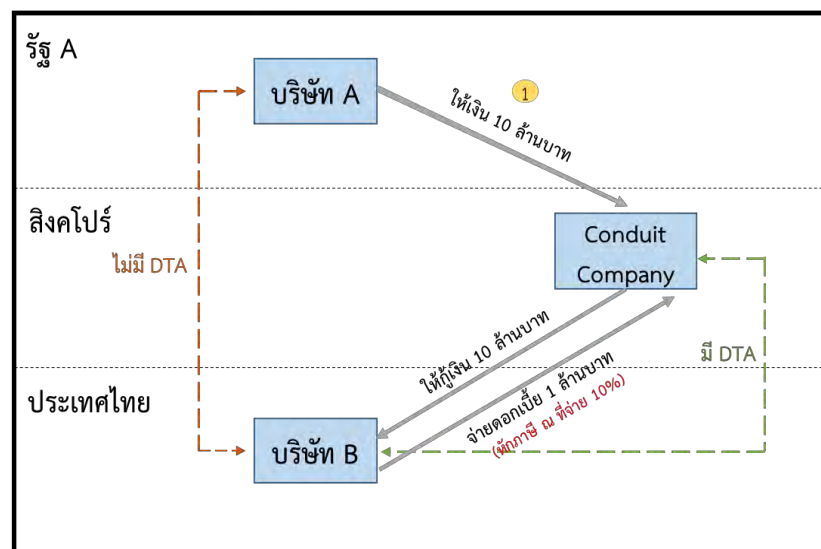 รัฐ A
บริษัท A
1
ให้เงิน 10 ล้านบาท
สิงคโปร์
Conduit
Company
ไม่มี DTA
มี DTA
ให้กู้เงิน 10 ล้านบาท
จ่ายดอกเบี้ย 1 ล้านบาท
(หักภาษี ณ ที่จ่าย 10%)
ประเทศไทย
บริษัท B